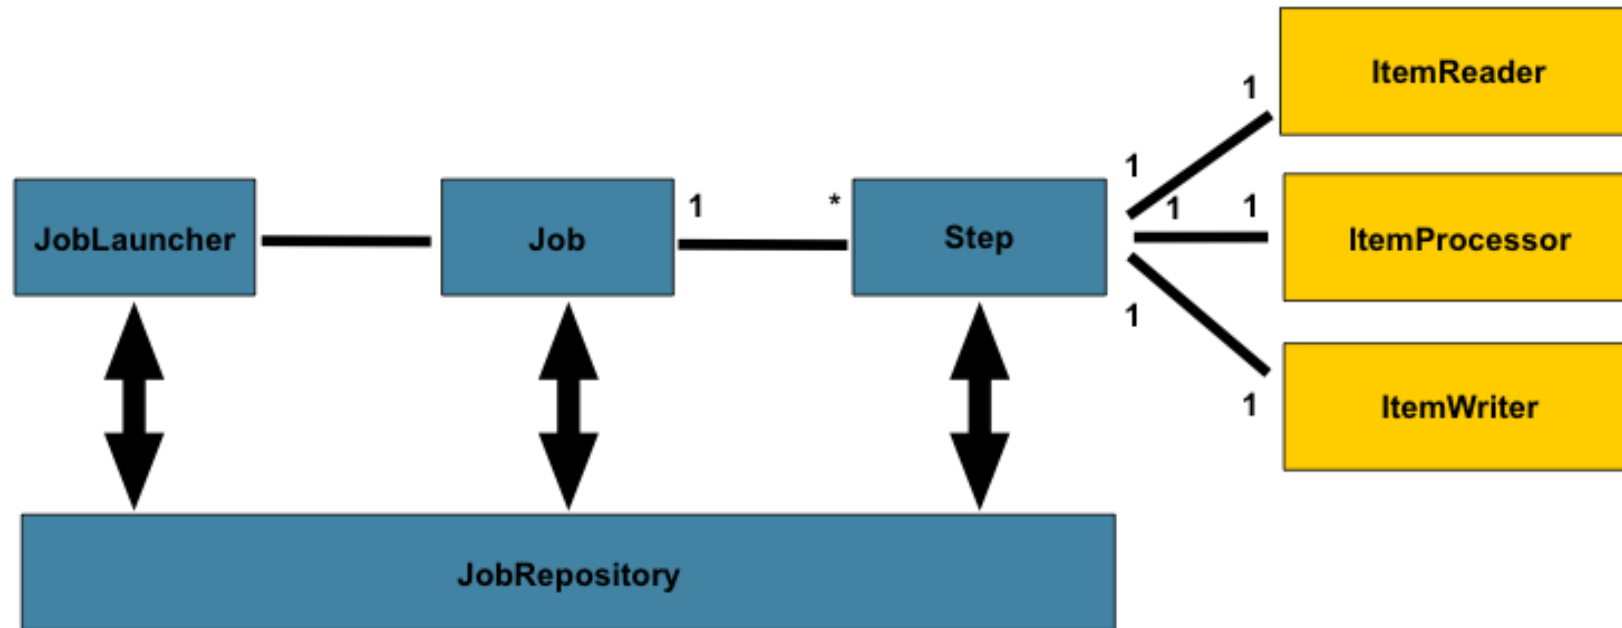 ItemReader
1
1
JobLauncher
Job
1
*
Step
1
1
ItemProcessor
1
1
ItemWriter
JobRepository